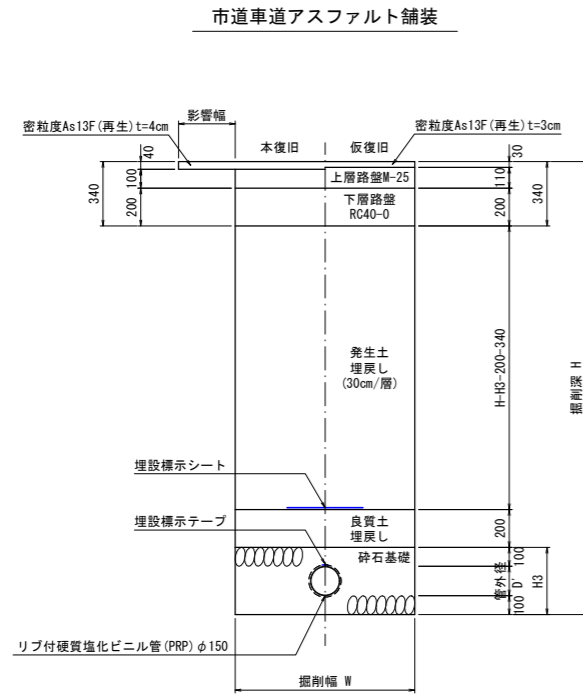 市道車道アスファルト舗装
影響幅
密粒度As13F(再生)t=4cm
密粒度As13F(再生)t=3cm
本復旧
仮復旧
40
100
200
340
30
110
200
340
上層路盤M-25
下層路盤
RC40-0
発生土
埋戻し
(30cm/層)
H-H3-200-340
掘削深 H
埋設標示シート
埋設標示テープ
良質土
埋戻し
200
砕石基礎
100
管外径
D'
100
H3
リブ付硬質塩化ビニル管(PRP)φ150
掘削幅 W